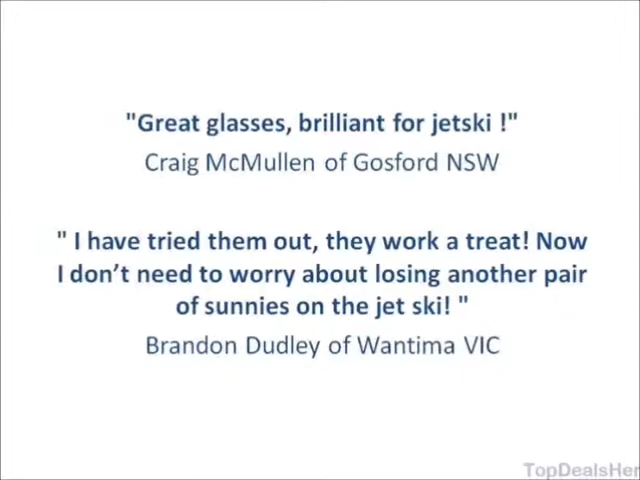 "Great glasses, brilliant for jetski !"
Craig McMullen of Gosford NSW
" I have tried them out, they work a treat! Now
I don’t need to worry about losing another pair
of sunnies on the jet ski! "
Brandon Dudley of Wantima VIC
TopDealsHer